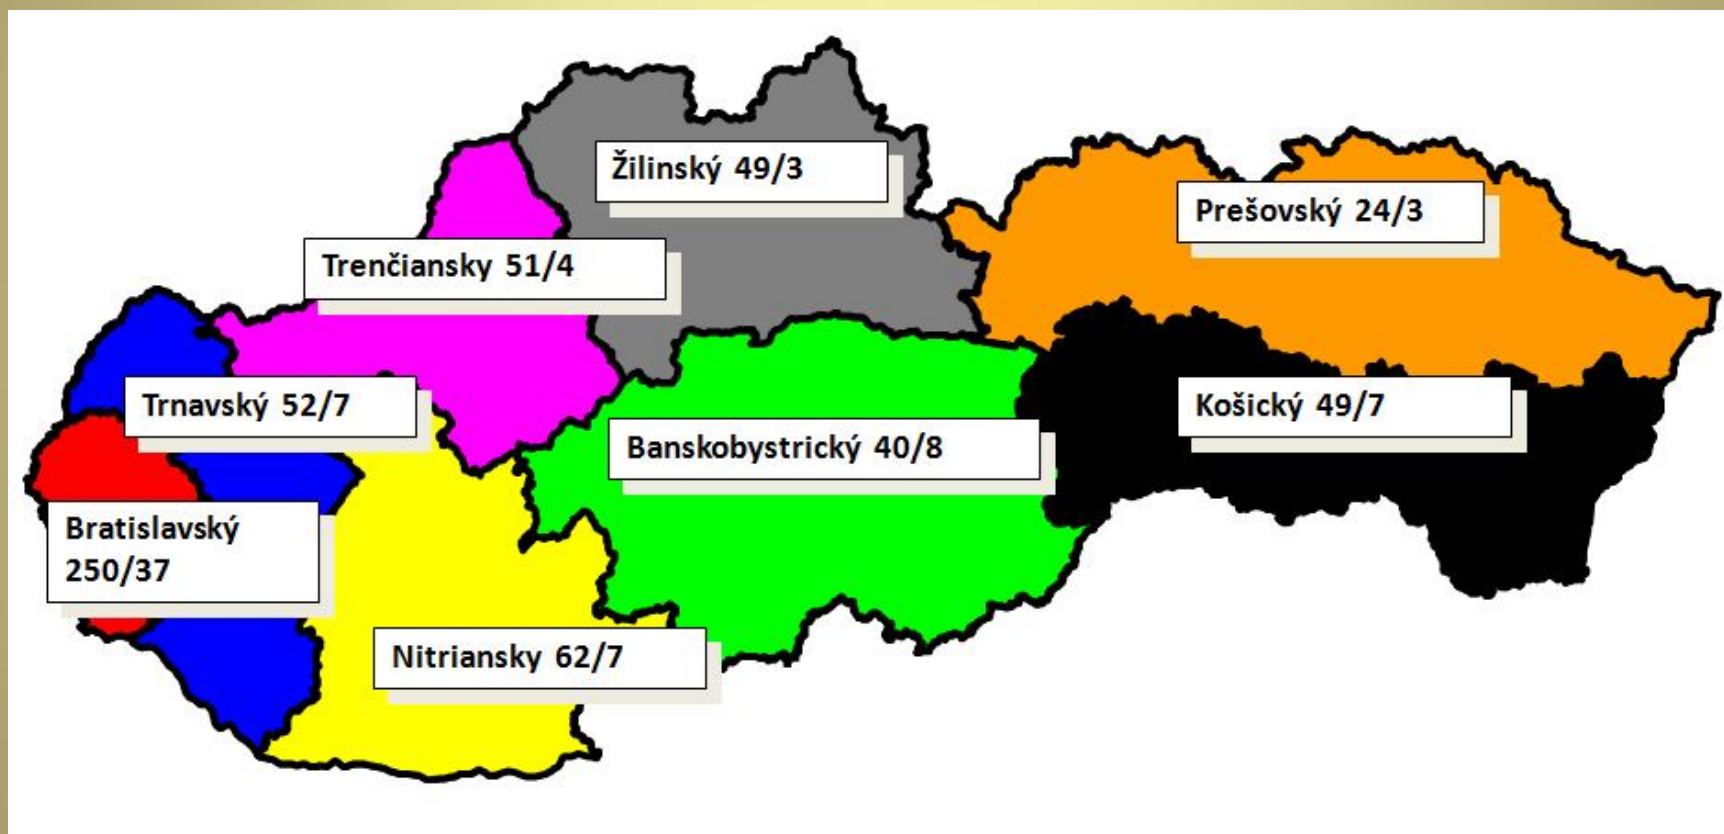 Žilinský 49/3
Prešovský 24/3
Trenčiansky 51/4
Trnavský 52/7
Košický 49/7
Banskobystrický 40/8
Bratislavský
250/37
Nitriansky 62/7